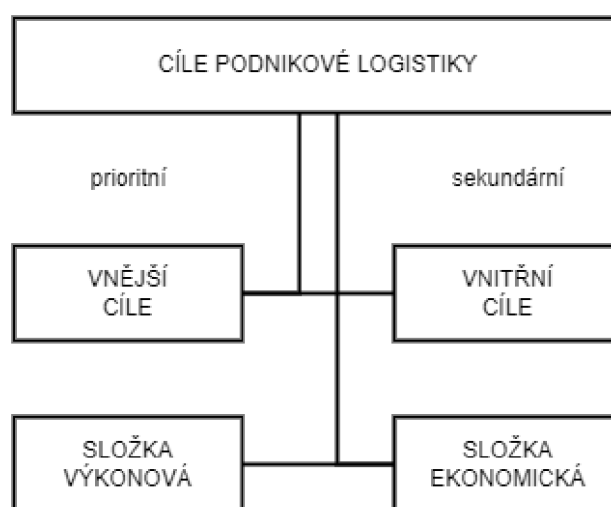 CÍLE PODNIKOVÉ LOGISTIKY
prioritní
sekundární
VNĚJŠÍ
CÍLE
VNITŘNÍ
CÍLE
SLOŽKA
VÝKONOVÁ
SLOŽKA
EKONOMICKÁ